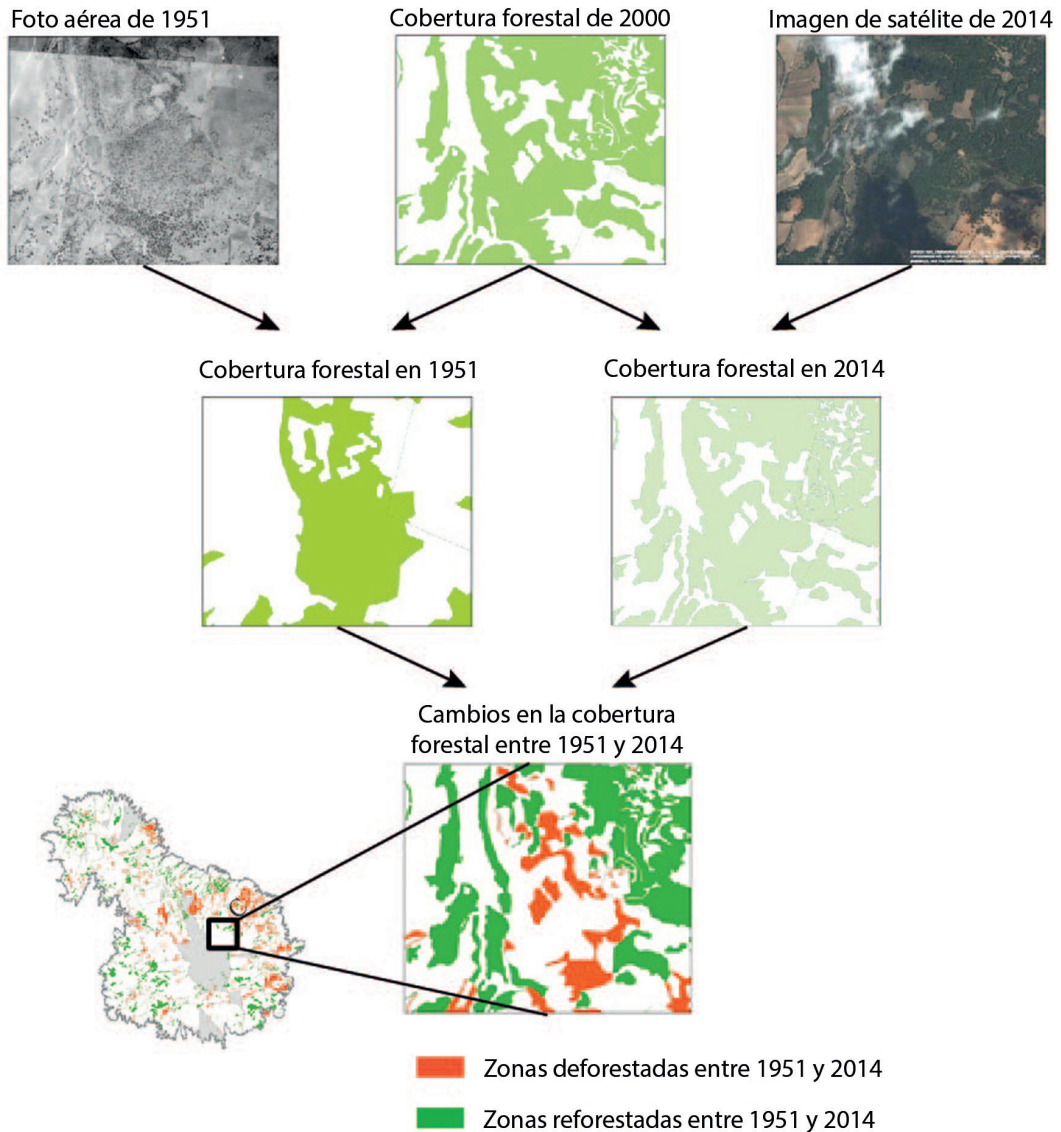 Foto aérea de 1951
Cobertura forestal de 2000
Imagen de satélite de 2014
Cobertura forestal en 1951
Cobertura forestal en 2014
Cambios en la cobertura
forestal entre 1951 y 2014
Zonas deforestadas entre 1951 y 2014
Zonas reforestadas entre 1951 y 2014